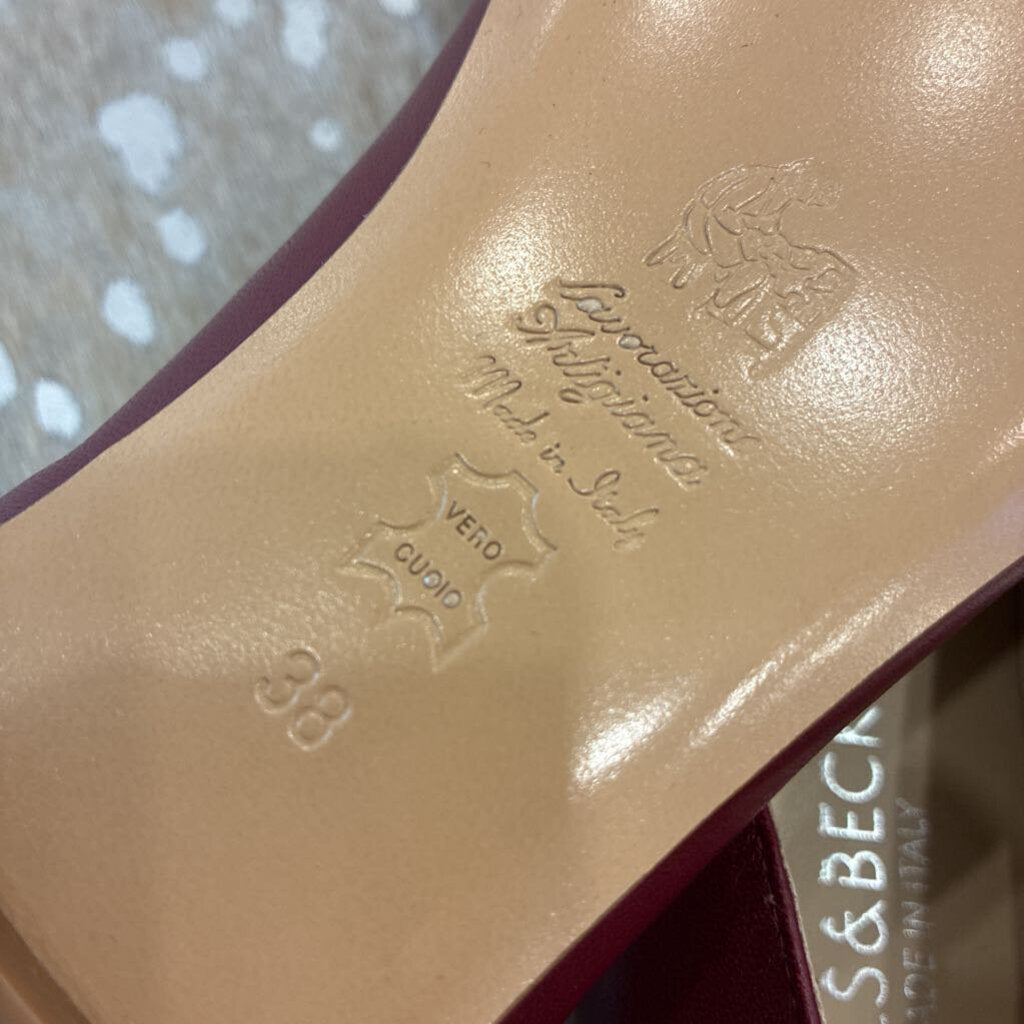 Lavorazione
Artigiana
Made in Italy
VERO
CUOIO
38
S&BECK
MADE IN ITALY